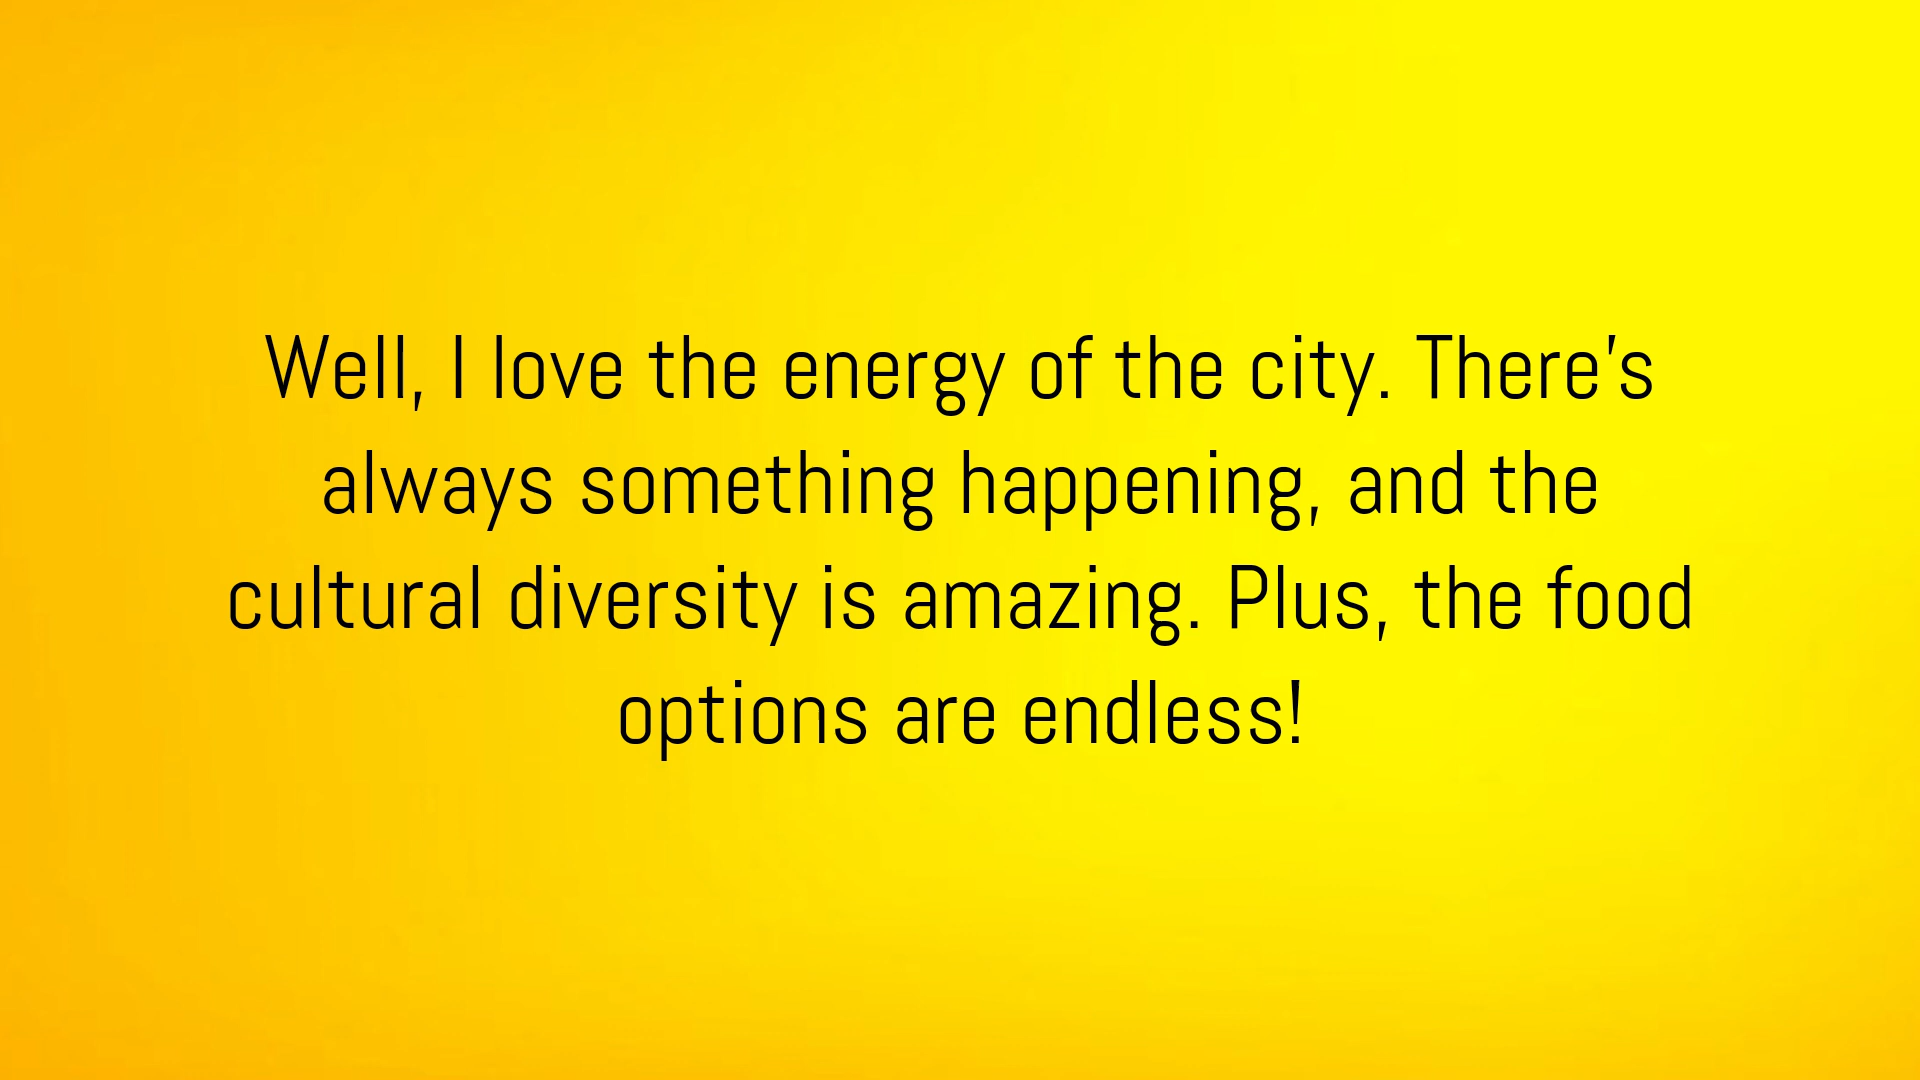 Well, I love the energy of the city. There's
always something happening, and the
cultural diversity is amazing. Plus, the food
options are endless!